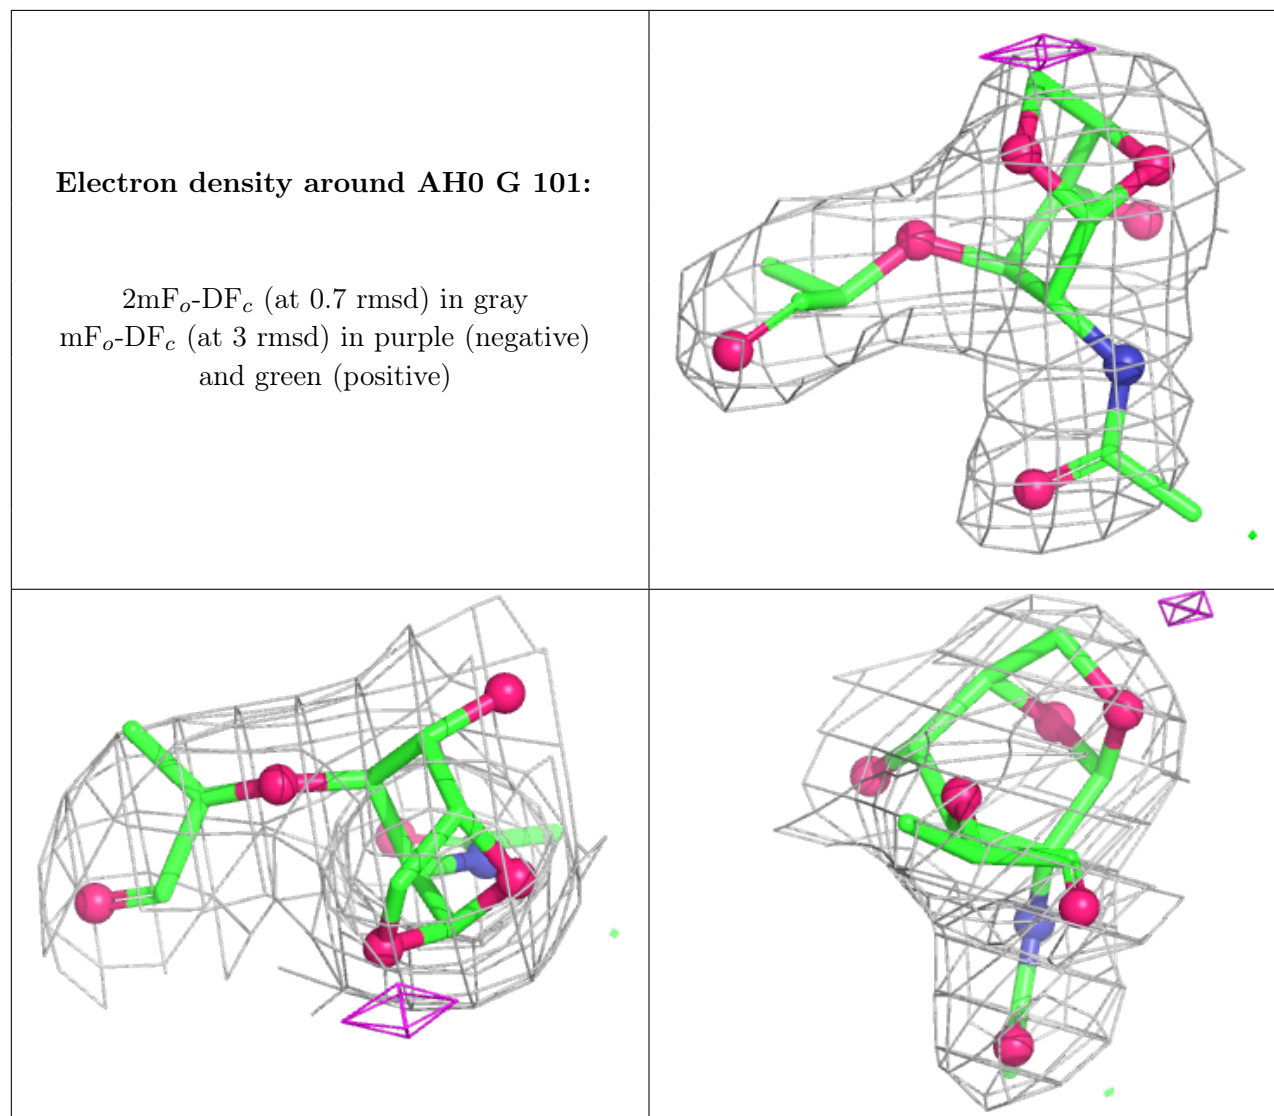 Electron density around AH0 G 101:
2mFo-DFc (at 0.7 rmsd) in gray
mFo-DFc (at 3 rmsd) in purple (negative)
and green (positive)